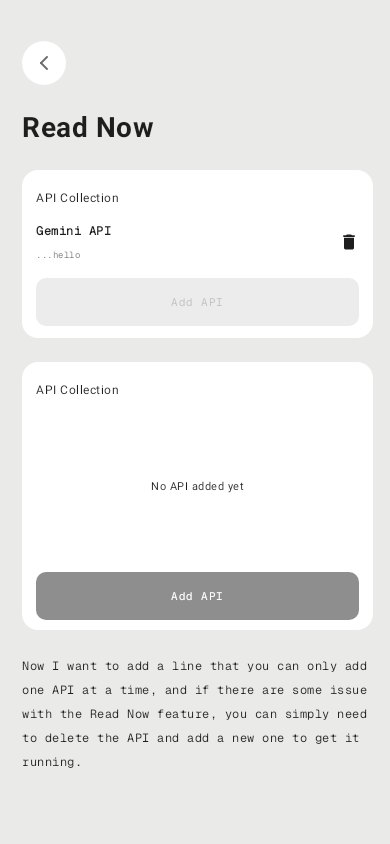 Read Now
API Collection
Gemini API
...hello
Add API
API Collection
No API added yet
Add API
Now I want to add a line that you can only add
one API at a time, and if there are some issue
with the Read Now feature, you can simply need
to delete the API and add a new one to get it
running.